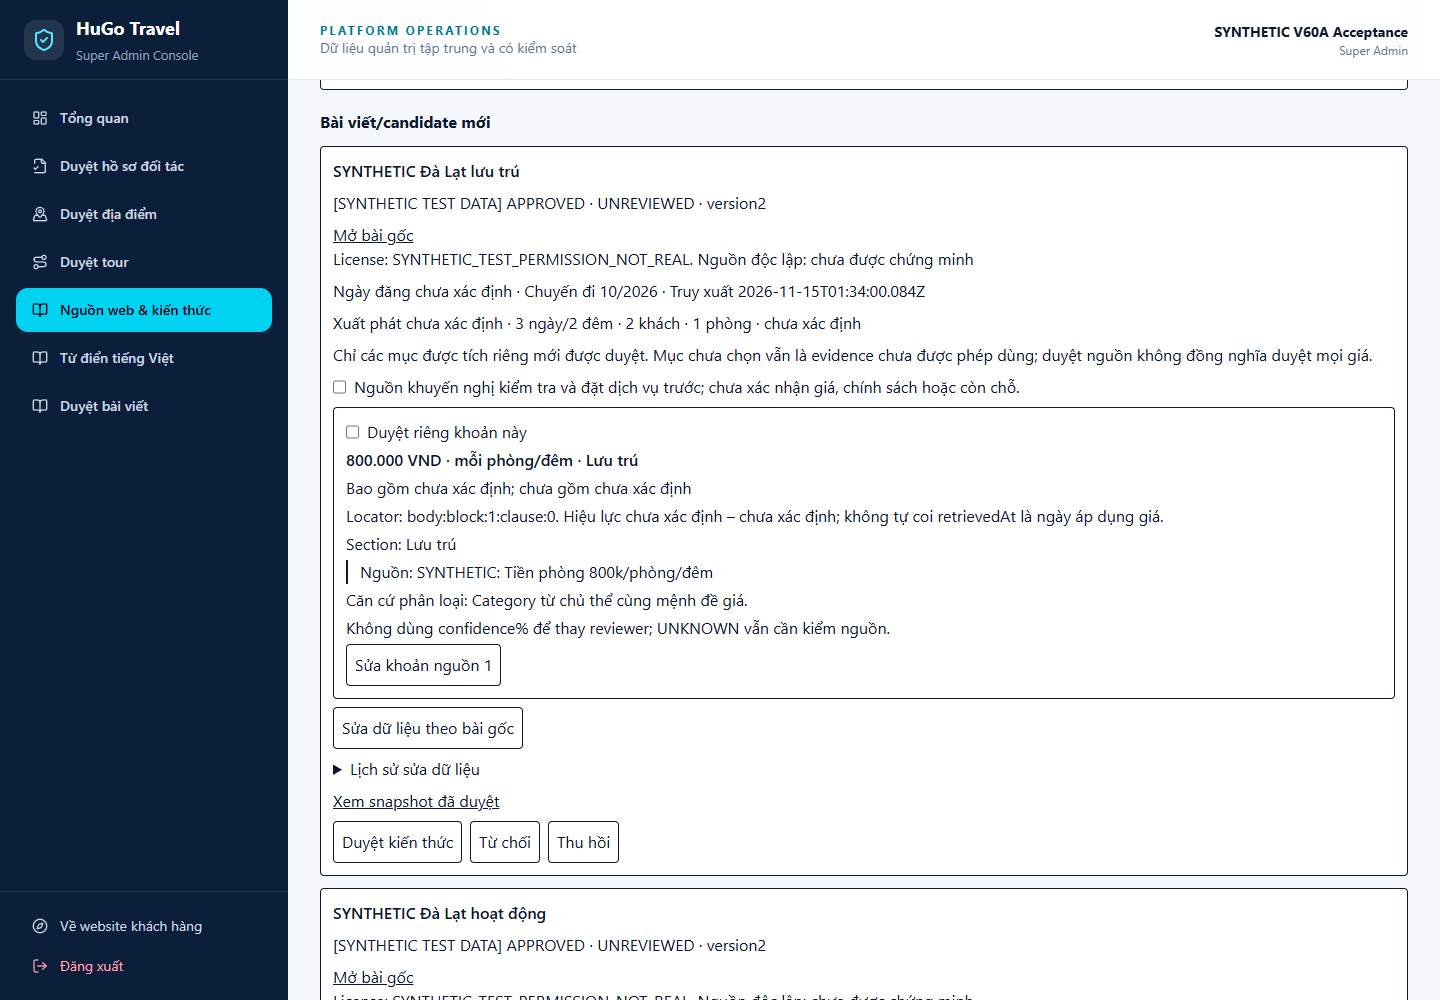 HuGo Travel
Super Admin Console
Tổng quan
Duyệt hồ sơ đối tác
Duyệt địa điểm
Duyệt tour
Nguồn web & kiến thức
Từ điển tiếng Việt
Duyệt bài viết
Về website khách hàng
Đăng xuất
PLATFORM OPERATIONS
Dữ liệu quản trị tập trung và có kiểm soát
SYNTHETIC V60A Acceptance
Super Admin
Bài viết/candidate mới
SYNTHETIC Đà Lạt lưu trú
[SYNTHETIC TEST DATA] APPROVED · UNREVIEWED · version2
Mở bài gốc
License: SYNTHETIC_TEST_PERMISSION_NOT_REAL. Nguồn độc lập: chưa được chứng minh
Ngày đăng chưa xác định · Chuyến đi 10/2026 · Truy xuất 2026-11-15T01:34:00.084Z
Xuất phát chưa xác định · 3 ngày/2 đêm · 2 khách · 1 phòng · chưa xác định
Chỉ các mục được tích riêng mới được duyệt. Mục chưa chọn vẫn là evidence chưa được phép dùng; duyệt nguồn không đồng nghĩa duyệt mọi giá.
Nguồn khuyến nghị kiểm tra và đặt dịch vụ trước; chưa xác nhận giá, chính sách hoặc còn chỗ.
Duyệt riêng khoản này
800.000 VND · mỗi phòng/đêm · Lưu trú
Bao gồm chưa xác định; chưa gồm chưa xác định
Locator: body:block:1:clause:0. Hiệu lực chưa xác định – chưa xác định; không tự coi retrievedAt là ngày áp dụng giá.
Section: Lưu trú
Nguồn: SYNTHETIC: Tiền phòng 800k/phòng/đêm
Căn cứ phân loại: Category từ chủ thể cùng mệnh đề giá.
Không dùng confidence% để thay reviewer; UNKNOWN vẫn cần kiểm nguồn.
Sửa khoản nguồn 1
Sửa dữ liệu theo bài gốc
Lịch sử sửa dữ liệu
Xem snapshot đã duyệt
Duyệt kiến thức
Từ chối
Thu hồi
SYNTHETIC Đà Lạt hoạt động
[SYNTHETIC TEST DATA] APPROVED · UNREVIEWED · version2
Mở bài gốc
License: SYNTHETIC_TEST_PERMISSION_NOT_REAL. Nguồn độc lập: chưa được chứng minh